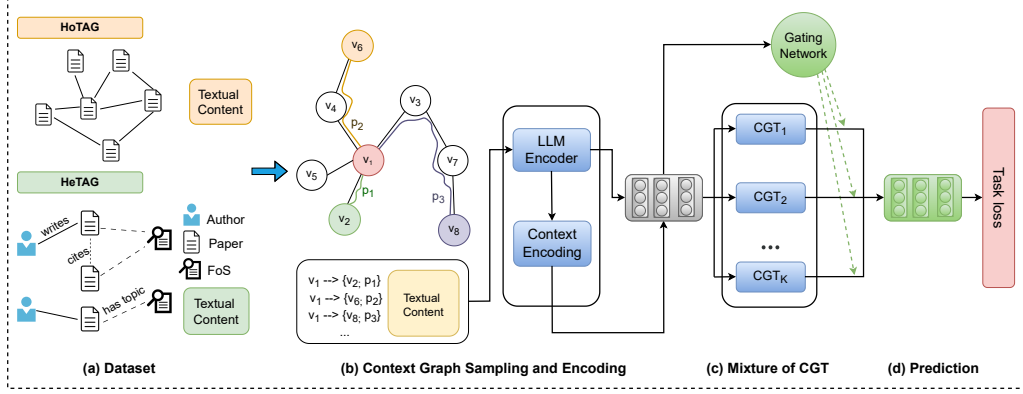 HoTAG
Textual
Content
HeTAG
writes
cites
has topic
Author
Paper
FoS
Textual
Content
(a) Dataset
v6
v4
v3
p2
v1
v5
v7
p1
p3
v2
v8
v1 --> {v2; p1}
v1 --> {v6; p2}
v1 --> {v8; p3}
...
Textual
Content
LLM
Encoder
Context
Encoding
(b) Context Graph Sampling and Encoding
Gating
Network
CGT1
CGT2
...
CGTK
(c) Mixture of CGT
Task loss
(d) Prediction